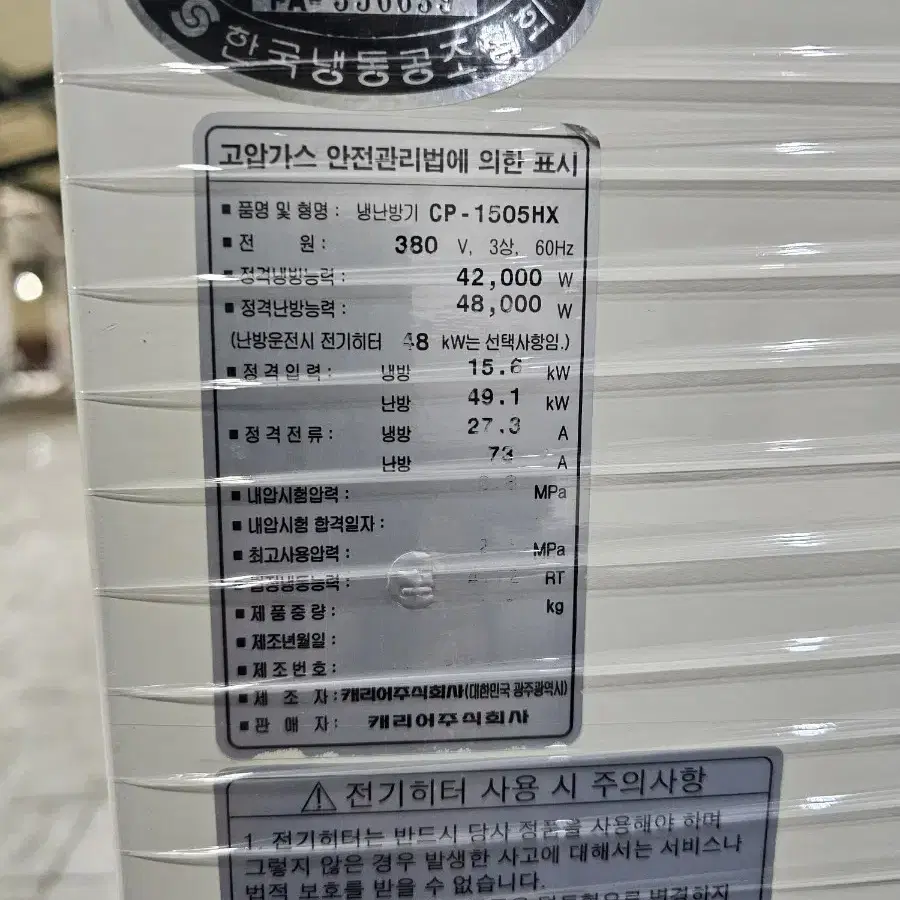 한국냉동공조협회
고압가스 안전관리법에 의한 표시
■ 품명 및 형명 : 냉난방기 CP-1505HX
■ 전 원 : 380 V, 3상, 60Hz
■ 정격냉방능력 : 42,000 W
■ 정격난방능력 : 48,000 W
(난방운전시 전기히터 48 kW는 선택사항임.)
■ 정격입력 : 냉방 15.6 kW
난방 49.1 kW
■ 정격전류 : 냉방 27.3 A
난방 73 A
■ 내압시험압력 : MPa
■ 내압시험 합격일자 :
■ 최고사용압력 : MPa
■ 법정냉동능력 : RT
■ 제품중량 : kg
■ 제조년월일 :
■ 제조번호 :
■ 제 조 자 : 캐리어주식회사(대한민국 광주광역시)
■ 판 매 자 : 캐리어주식회사
⚠ 전기히터 사용 시 주의사항
1. 전기히터는 반드시 당사 정품을 사용해야 하며
그렇지 않은 경우 발생한 사고에 대해서는 서비스나
법적 보호를 받을 수 없습니다.